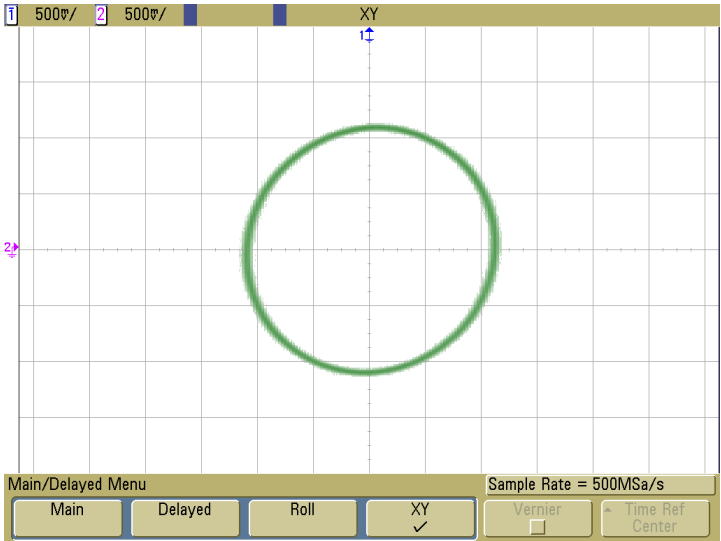 1 500mV/ 2 500mV/ XY
1
2
Main/Delayed Menu Sample Rate = 500MSa/s
Main Delayed Roll XY Vernier Time Ref
Center